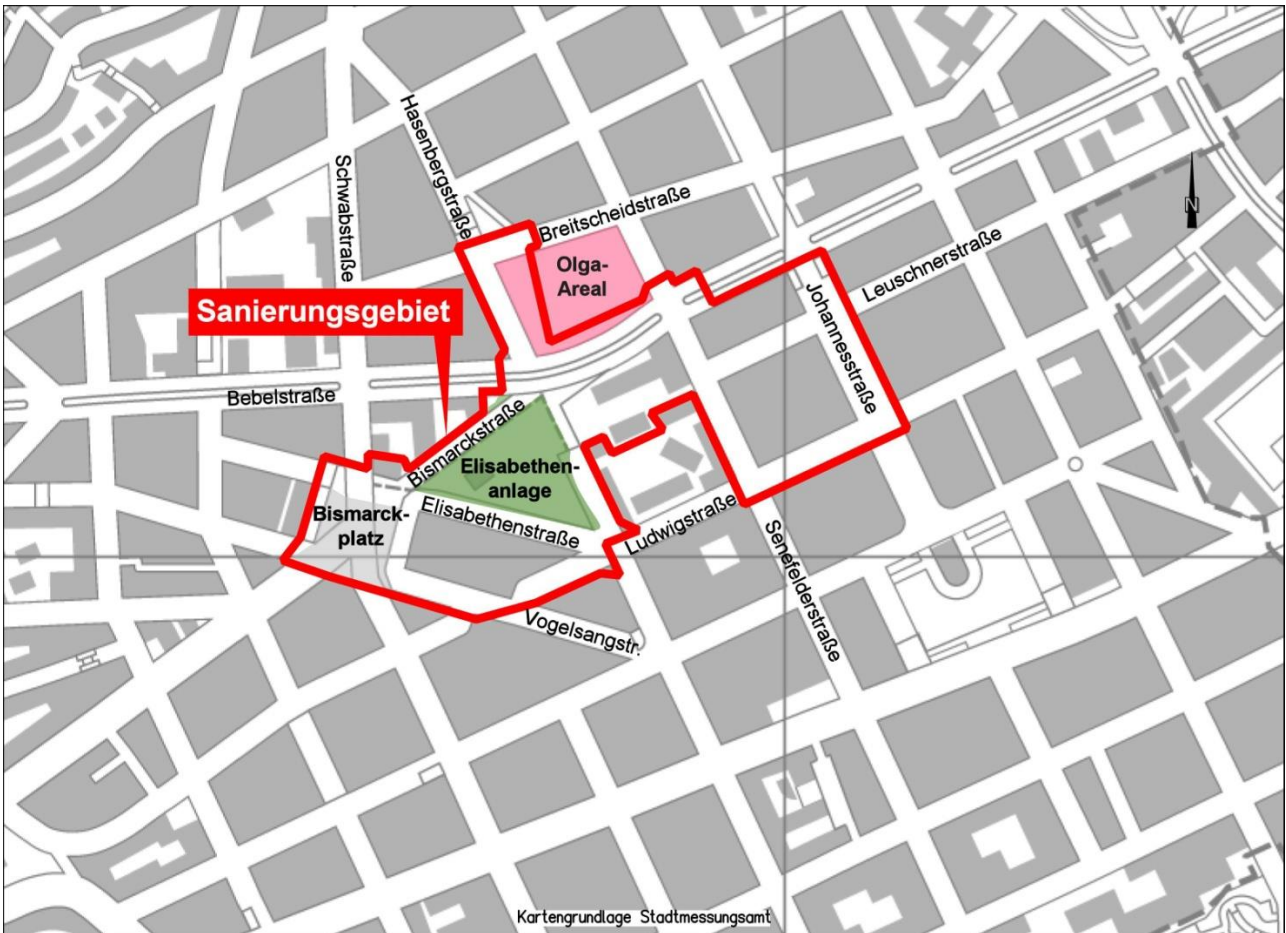 Hasenbergstraße
Schwabstraße
Breitscheidstraße
Olga-
Areal
Leuschnerstraße
Johannesstraße
Sanierungsgebiet
Bebelstraße
Bismarckstraße
Elisabethen-
anlage
Bismarck-
platz
Elisabethenstraße
Ludwigstraße
Senefelderstraße
Vogelsangstr.
N
Kartengrundlage Stadtmessungsamt